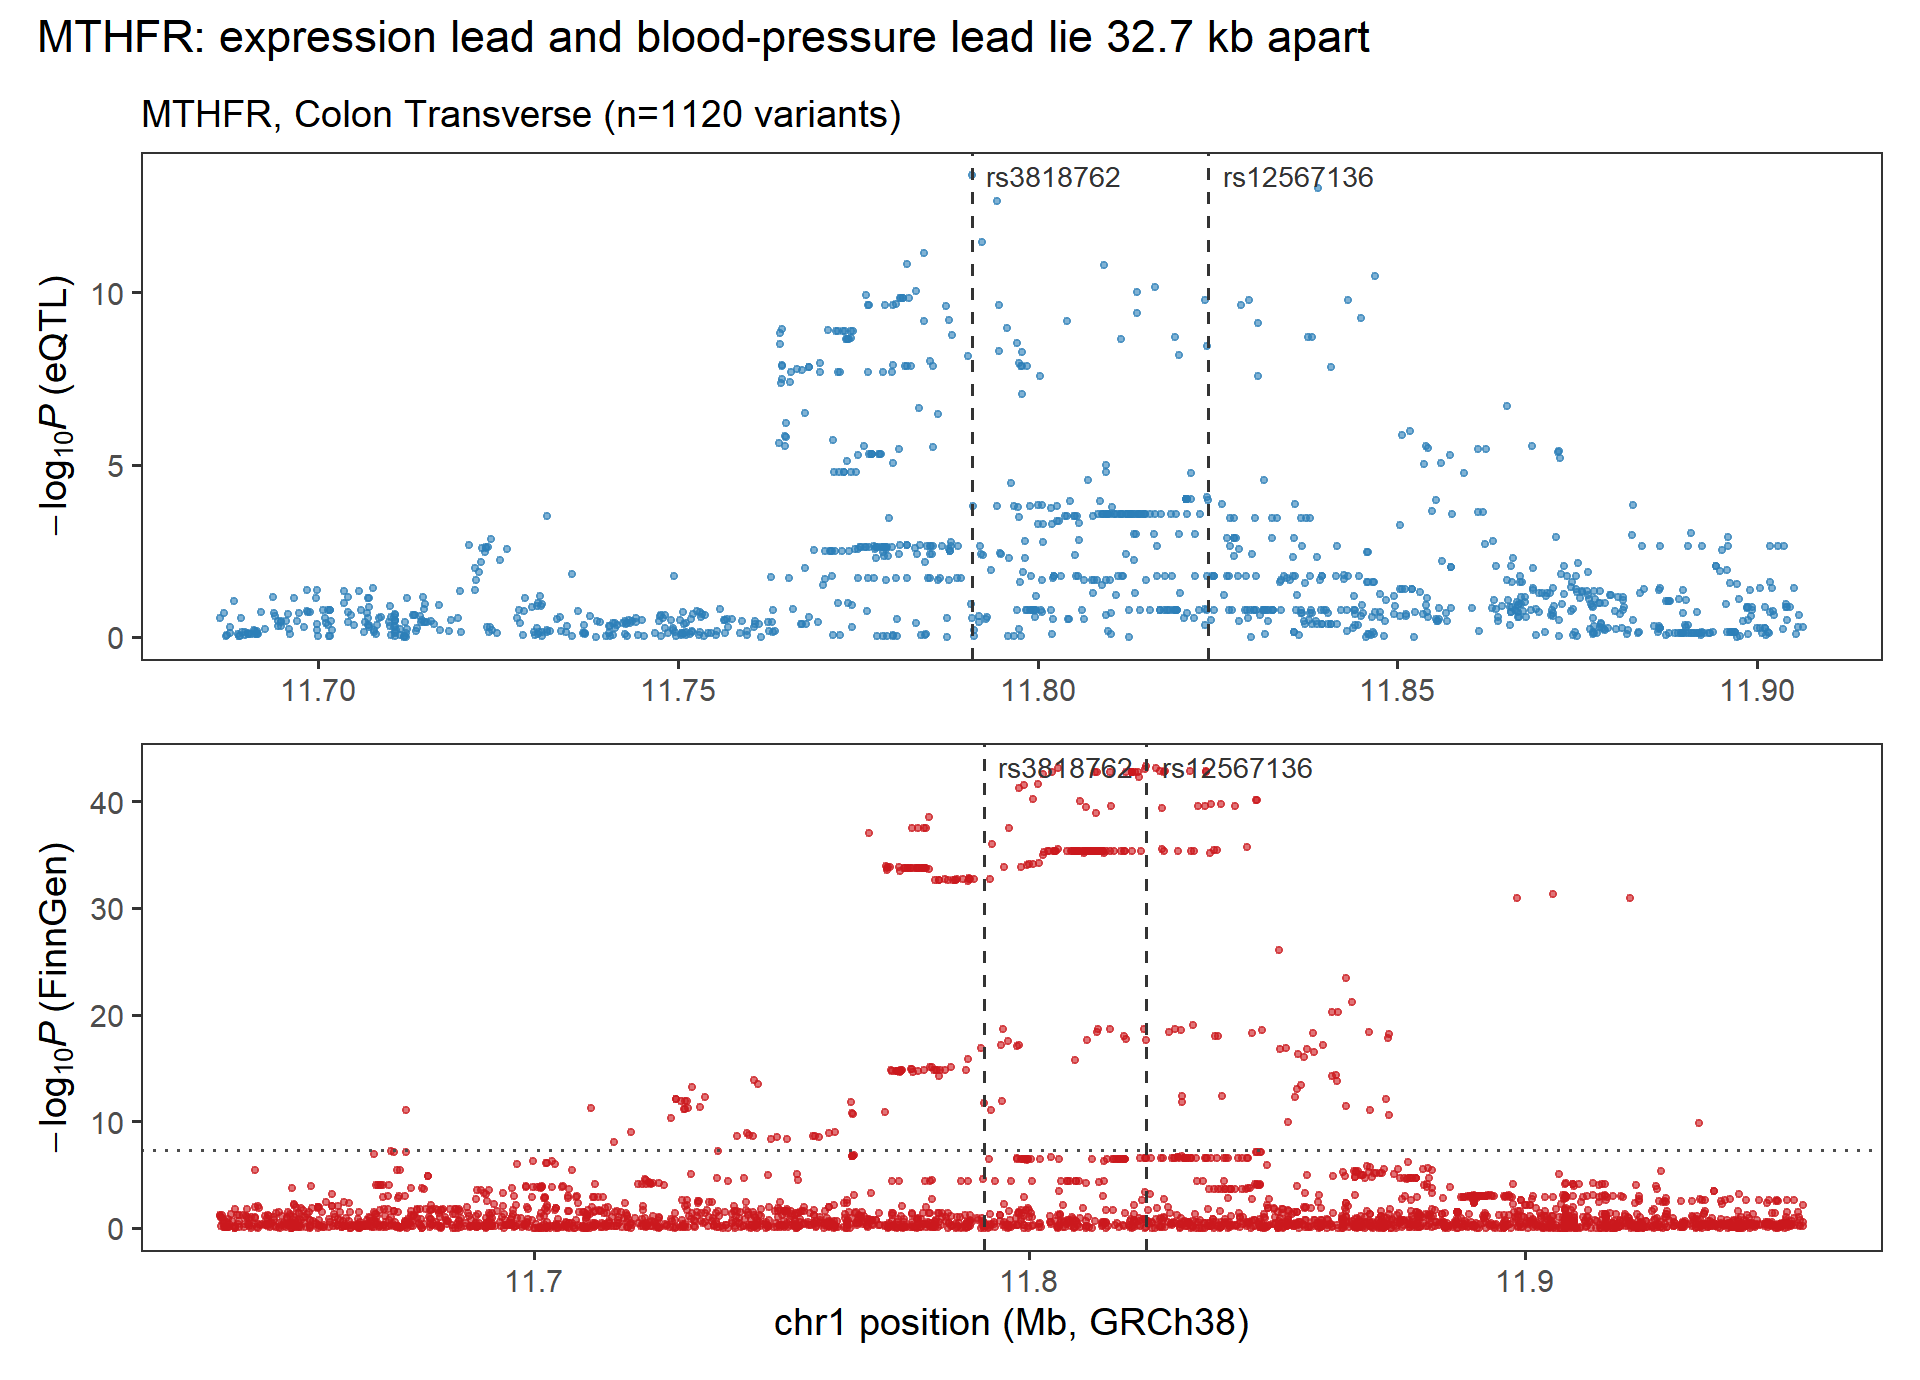 MTHFR: expression lead and blood-pressure lead lie 32.7 kb apart
MTHFR, Colon Transverse (n=1120 variants)
−log10P (eQTL)
10
5
0
rs3818762
rs12567136
11.70
11.75
11.80
11.85
11.90
−log10P (FinnGen)
40
30
20
10
0
rs3818762
rs12567136
11.7
11.8
11.9
chr1 position (Mb, GRCh38)